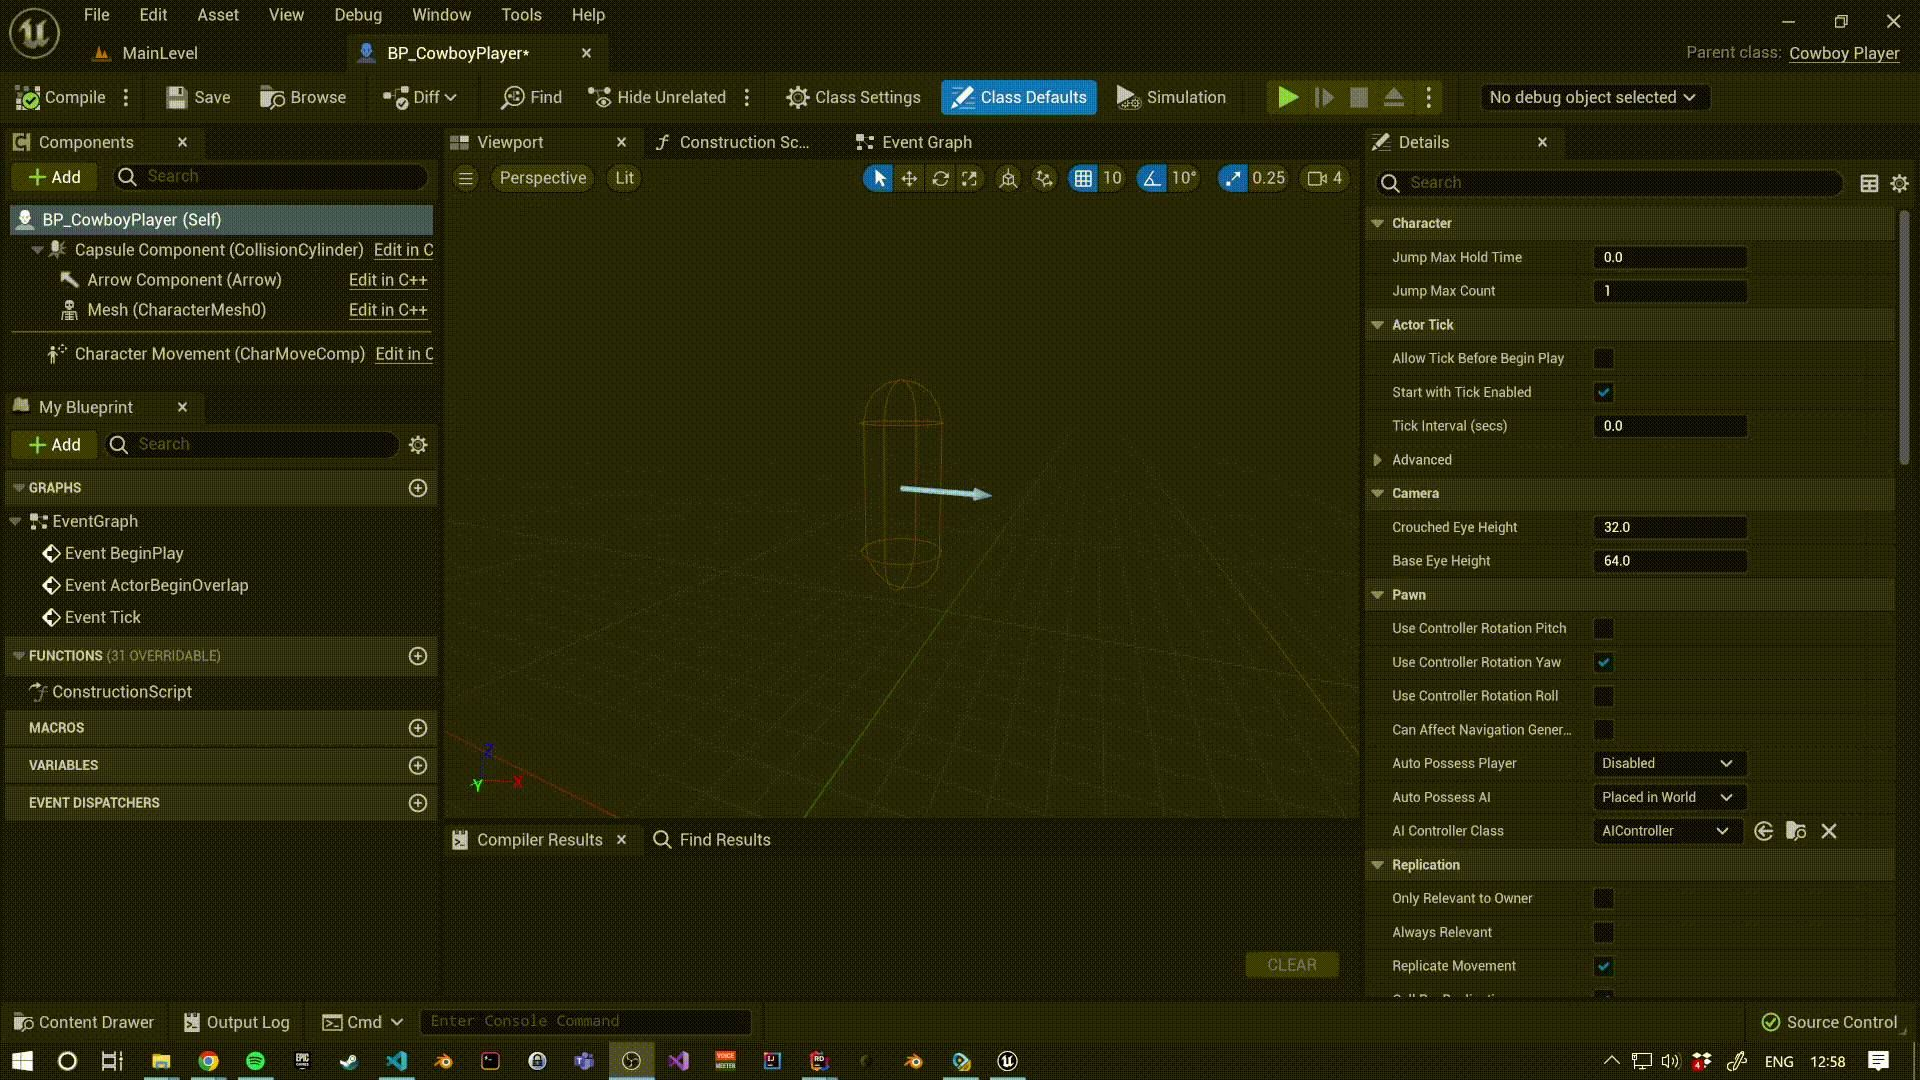 File Edit Asset View Debug Window Tools Help
MainLevel
BP_CowboyPlayer*
Parent class: Cowboy Player
Compile
Save
Browse
Diff
Find
Hide Unrelated
Class Settings
Class Defaults
Simulation
No debug object selected
Components
Add
Search
BP_CowboyPlayer (Self)
Capsule Component (CollisionCylinder) Edit in C
Arrow Component (Arrow) Edit in C++
Mesh (CharacterMesh0) Edit in C++
Character Movement (CharMoveComp) Edit in C
My Blueprint
Add
Search
GRAPHS
EventGraph
Event BeginPlay
Event ActorBeginOverlap
Event Tick
FUNCTIONS (31 OVERRIDABLE)
ConstructionScript
MACROS
VARIABLES
EVENT DISPATCHERS
Viewport
Construction Sc...
Event Graph
Perspective
Lit
10
10°
0.25
4
Z
Y
X
Compiler Results
Find Results
CLEAR
Details
Search
Character
Jump Max Hold Time 0.0
Jump Max Count 1
Actor Tick
Allow Tick Before Begin Play
Start with Tick Enabled
Tick Interval (secs) 0.0
Advanced
Camera
Crouched Eye Height 32.0
Base Eye Height 64.0
Pawn
Use Controller Rotation Pitch
Use Controller Rotation Yaw
Use Controller Rotation Roll
Can Affect Navigation Gener...
Auto Possess Player Disabled
Auto Possess AI Placed in World
AI Controller Class AIController
Replication
Only Relevant to Owner
Always Relevant
Replicate Movement
Content Drawer
Output Log
Cmd
Enter Console Command
Source Control
ENG
12:58